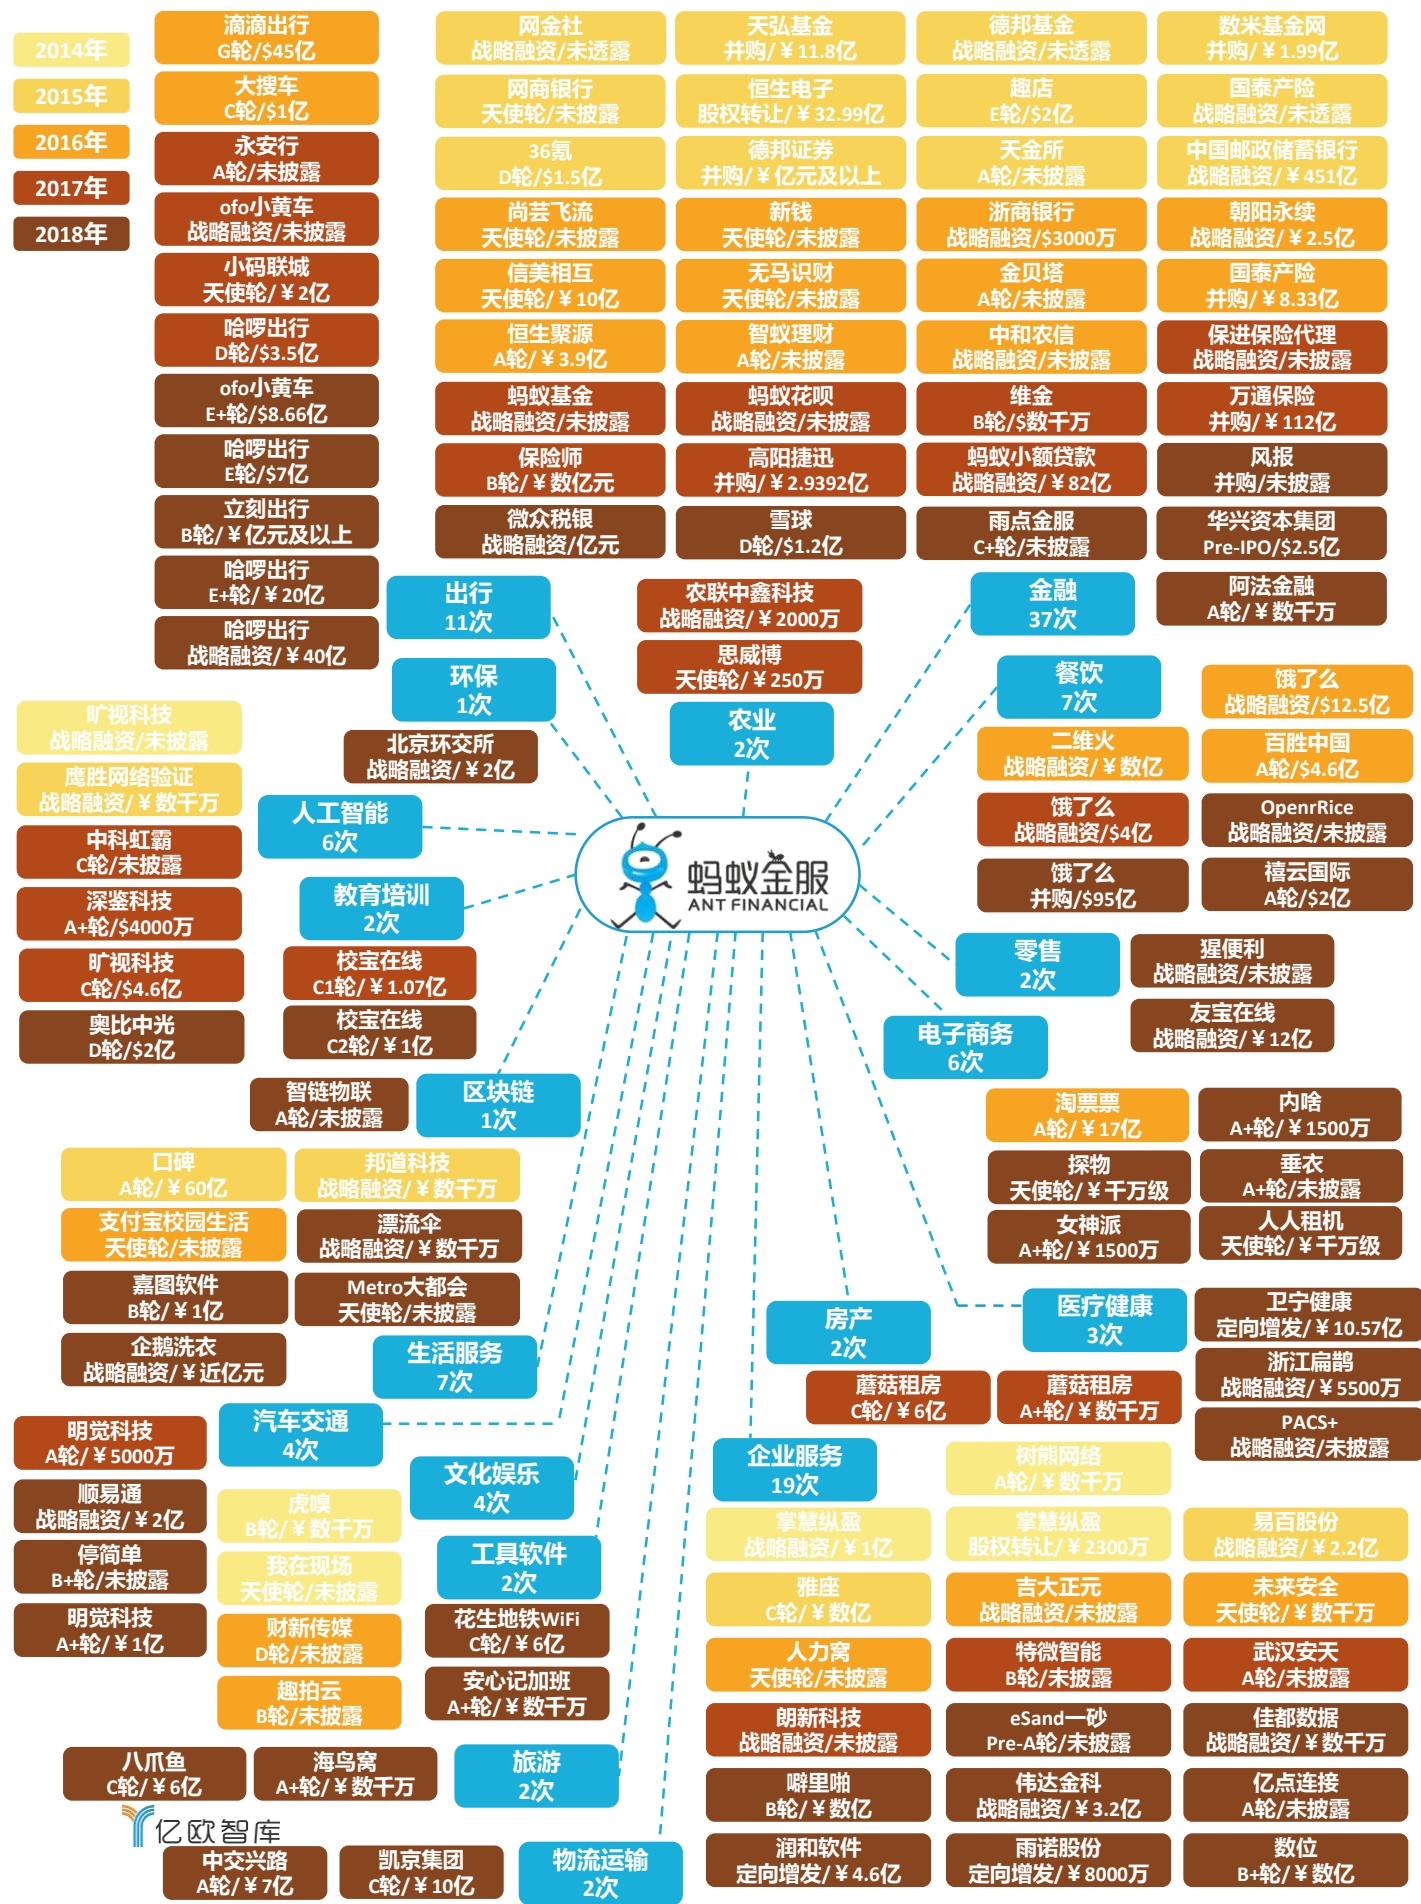 2014年
2015年
2016年
2017年
2018年
滴滴出行
G轮/$45亿
大搜车
C轮/$1亿
永安行
A轮/未披露
ofo小黄车
战略融资/未披露
小码联城
天使轮/¥2亿
哈啰出行
D轮/$3.5亿
ofo小黄车
E+轮/$8.66亿
哈啰出行
E轮/$7亿
立刻出行
B轮/¥亿元及以上
哈啰出行
E+轮/¥20亿
哈啰出行
战略融资/¥40亿
出行
11次
网金社
战略融资/未透露
天弘基金
并购/¥11.8亿
德邦基金
战略融资/未透露
数米基金网
并购/¥1.99亿
网商银行
天使轮/未披露
恒生电子
股权转让/¥32.99亿
趣店
E轮/$2亿
国泰产险
战略融资/未透露
36氪
D轮/$1.5亿
德邦证券
并购/¥亿元及以上
天金所
A轮/未披露
中国邮政储蓄银行
战略融资/¥451亿
尚芸飞流
天使轮/未披露
新钱
天使轮/未披露
浙商银行
战略融资/$3000万
朝阳永续
战略融资/¥2.5亿
信美相互
天使轮/¥10亿
无马识财
天使轮/未披露
金贝塔
A轮/未披露
国泰产险
并购/¥8.33亿
恒生聚源
A轮/¥3.9亿
智蚁理财
A轮/未披露
中和农信
战略融资/未披露
保进保险代理
战略融资/未披露
蚂蚁基金
战略融资/未披露
蚂蚁花呗
战略融资/未披露
维金
B轮/$数千万
万通保险
并购/¥112亿
保险师
B轮/¥数亿元
高阳捷迅
并购/¥2.9392亿
蚂蚁小额贷款
战略融资/¥82亿
风报
并购/未披露
微众税银
战略融资/亿元
雪球
D轮/$1.2亿
雨点金服
C+轮/未披露
华兴资本集团
Pre-IPO/$2.5亿
阿法金融
A轮/¥数千万
金融
37次
农联中鑫科技
战略融资/¥2000万
思威博
天使轮/¥250万
农业
2次
环保
1次
北京环交所
战略融资/¥2亿
餐饮
7次
饿了么
战略融资/$12.5亿
二维火
战略融资/¥数亿
百胜中国
A轮/$4.6亿
饿了么
战略融资/$4亿
OpenrRice
战略融资/未披露
饿了么
并购/$95亿
禧云国际
A轮/$2亿
旷视科技
战略融资/未披露
鹰胜网络验证
战略融资/¥数千万
中科虹霸
C轮/未披露
深鉴科技
A+轮/$4000万
旷视科技
C轮/$4.6亿
奥比中光
D轮/$2亿
人工智能
6次
蚂蚁金服
ANT FINANCIAL
教育培训
2次
校宝在线
C1轮/¥1.07亿
校宝在线
C2轮/¥1亿
零售
2次
猩便利
战略融资/未披露
友宝在线
战略融资/¥12亿
电子商务
6次
淘票票
A轮/¥17亿
内啥
A+轮/¥1500万
探物
天使轮/¥千万级
垂衣
A+轮/未披露
女神派
A+轮/¥1500万
人人租机
天使轮/¥千万级
智链物联
A轮/未披露
区块链
1次
口碑
A轮/¥60亿
邦道科技
战略融资/¥数千万
支付宝校园生活
天使轮/未披露
漂流伞
战略融资/¥数千万
嘉图软件
B轮/¥1亿
Metro大都会
天使轮/未披露
企鹅洗衣
战略融资/¥近亿元
生活服务
7次
房产
2次
蘑菇租房
C轮/¥6亿
蘑菇租房
A+轮/¥数千万
医疗健康
3次
卫宁健康
定向增发/¥10.57亿
浙江扁鹊
战略融资/¥5500万
PACS+
战略融资/未披露
汽车交通
4次
明觉科技
A轮/¥5000万
顺易通
战略融资/¥2亿
停简单
B+轮/未披露
明觉科技
A+轮/¥1亿
文化娱乐
4次
虎嗅
B轮/¥数千万
我在现场
天使轮/未披露
财新传媒
D轮/未披露
趣拍云
B轮/未披露
工具软件
2次
花生地铁WiFi
C轮/¥6亿
安心记加班
A+轮/¥数千万
企业服务
19次
树熊网络
A轮/¥数千万
掌慧纵盈
战略融资/¥1亿
掌慧纵盈
股权转让/¥2300万
易百股份
战略融资/¥2.2亿
雅座
C轮/¥数亿
吉大正元
战略融资/未披露
未来安全
天使轮/¥数千万
人力窝
天使轮/未披露
特微智能
B轮/未披露
武汉安天
A轮/未披露
朗新科技
战略融资/未披露
eSand一砂
Pre-A轮/未披露
佳都数据
战略融资/¥数千万
噼里啪
B轮/¥数亿
伟达金科
战略融资/¥3.2亿
亿点连接
A轮/未披露
润和软件
定向增发/¥4.6亿
雨诺股份
定向增发/¥8000万
数位
B+轮/¥数亿
八爪鱼
C轮/¥6亿
海鸟窝
A+轮/¥数千万
旅游
2次
亿欧智库
中交兴路
A轮/¥7亿
凯京集团
C轮/¥10亿
物流运输
2次